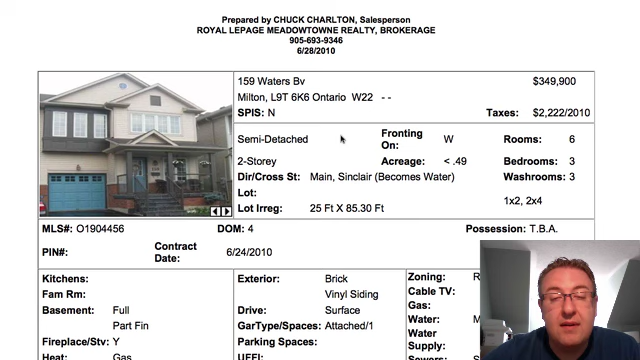 Prepared by CHUCK CHARLTON, Salesperson
ROYAL LEPAGE MEADOWTOWNE REALTY, BROKERAGE
905-693-9346
6/28/2010
159 Waters Bv $349,900
Milton, L9T 6K6 Ontario W22 - -
SPIS: N Taxes: $2,222/2010
Semi-Detached Fronting On: W Rooms: 6
2-Storey Acreage: < .49 Bedrooms: 3
Dir/Cross St: Main, Sinclair (Becomes Water) Washrooms: 3
Lot: 1x2, 2x4
Lot Irreg: 25 Ft X 85.30 Ft
MLS#: O1904456 DOM: 4 Possession: T.B.A.
PIN#: Contract Date: 6/24/2010
Kitchens: Exterior: Brick Zoning: R
Fam Rm: Vinyl Siding Cable TV:
Basement: Full Drive: Surface Gas:
Part Fin GarType/Spaces: Attached/1 Water: M
Fireplace/Stv: Y Parking Spaces: Water Supply:
Heat: Gas UFFI: Sewers: